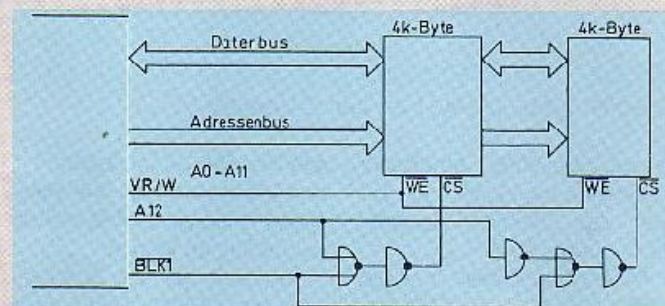 4k-Byte 4k-Byte
Datenbus
Adressenbus
A0-A11
VR/W WE CS WE CS
A12
BLK1